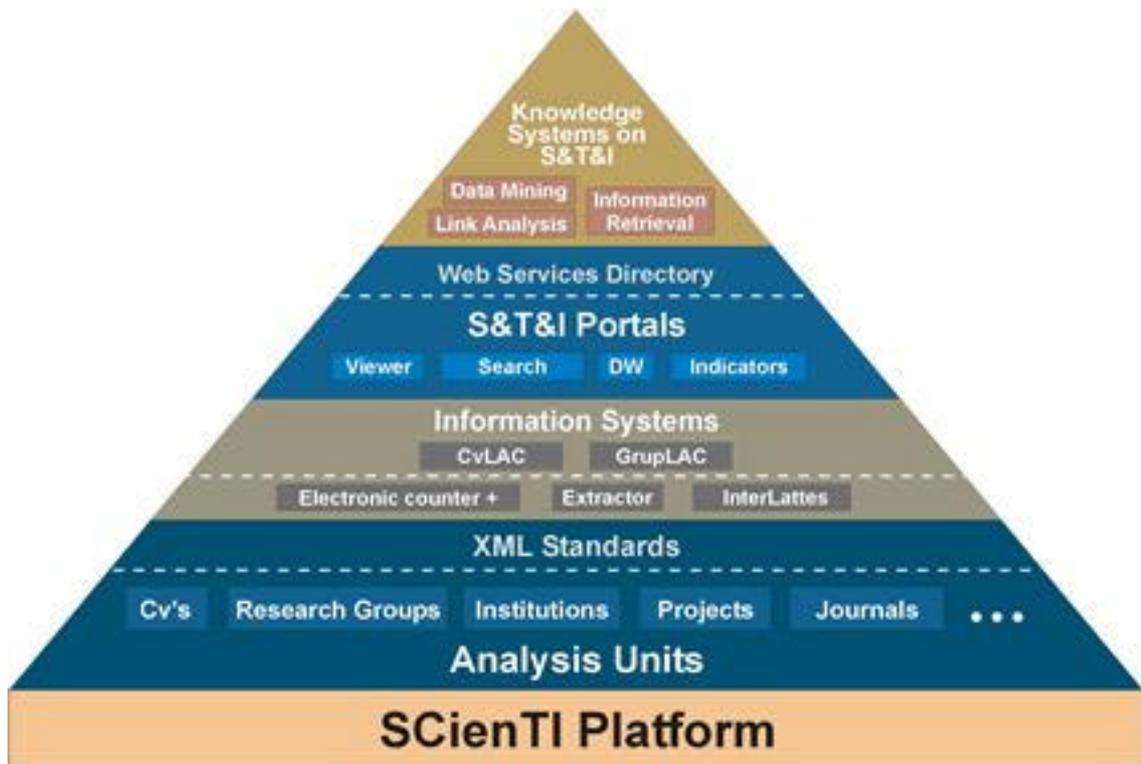 Knowledge
Systems on
S&T&I
Data Mining
Link Analysis
Information
Retrieval
Web Services Directory
S&T&I Portals
Viewer Search DW Indicators
Information Systems
CvLAC GrupLAC
Electronic counter + Extractor InterLattes
XML Standards
Cv's Research Groups Institutions Projects Journals ...
Analysis Units
SCienTI Platform